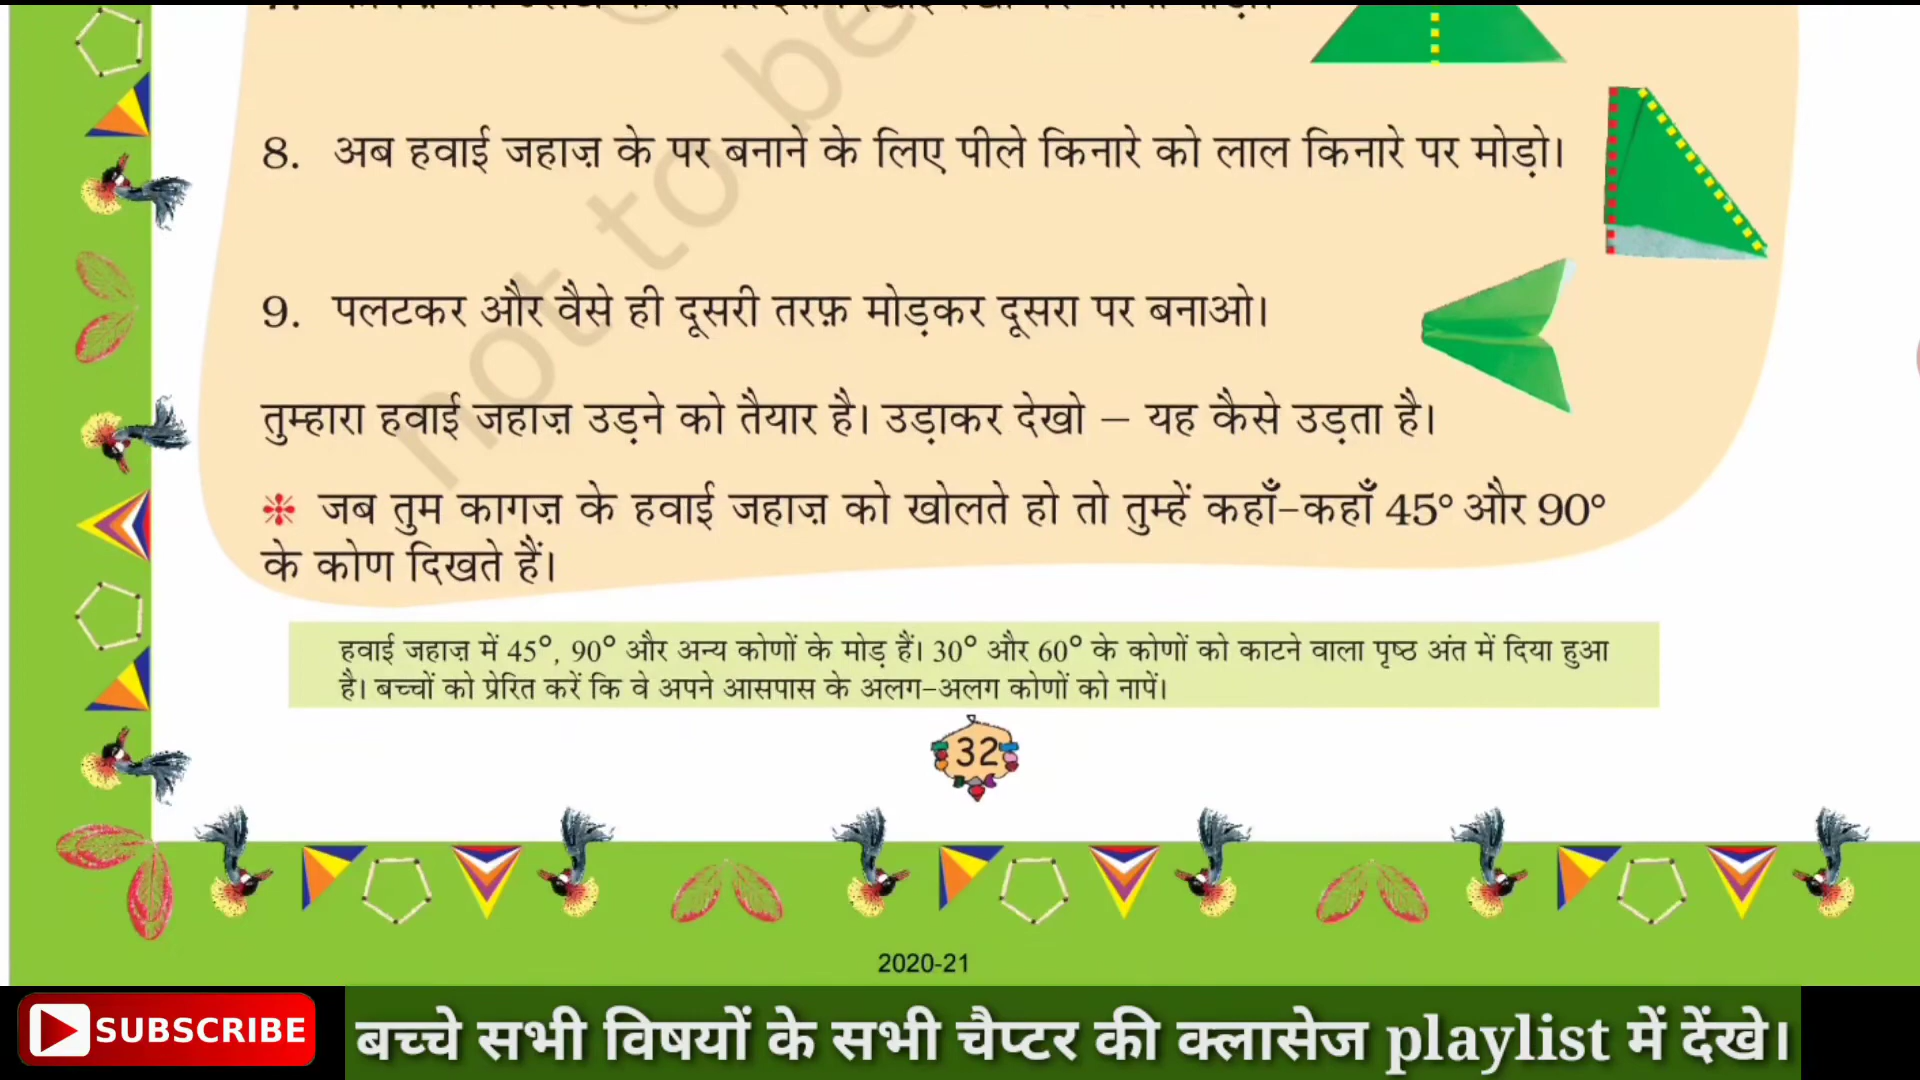 8. अब हवाई जहाज़ के पर बनाने के लिए पीले किनारे को लाल किनारे पर मोड़ो।
9. पलटकर और वैसे ही दूसरी तरफ़ मोड़कर दूसरा पर बनाओ।
तुम्हारा हवाई जहाज़ उड़ने को तैयार है। उड़ाकर देखो – यह कैसे उड़ता है।
❉ जब तुम कागज़ के हवाई जहाज़ को खोलते हो तो तुम्हें कहाँ-कहाँ 45° और 90°
के कोण दिखते हैं।
हवाई जहाज़ में 45°, 90° और अन्य कोणों के मोड़ हैं। 30° और 60° के कोणों को काटने वाला पृष्ठ अंत में दिया हुआ
है। बच्चों को प्रेरित करें कि वे अपने आसपास के अलग-अलग कोणों को नापें।
32
not to be
2020-21
SUBSCRIBE
बच्चे सभी विषयों के सभी चैप्टर की क्लासेज playlist में देंखे।